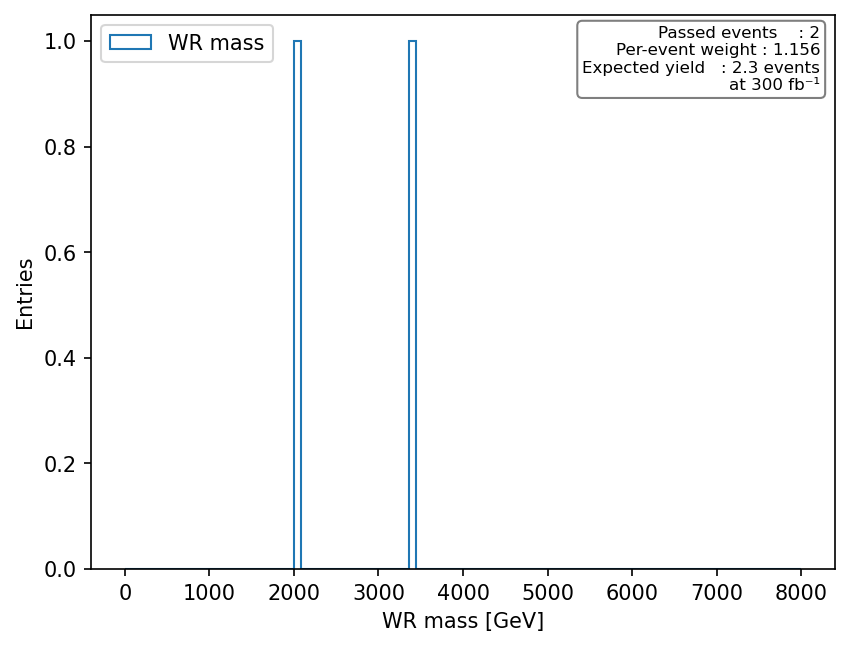 WR mass
Passed events    : 2
Per-event weight : 1.156
Expected yield   : 2.3 events
at 300 fb⁻¹
1.0
0.8
0.6
0.4
0.2
0.0
Entries
0 1000 2000 3000 4000 5000 6000 7000 8000
WR mass [GeV]